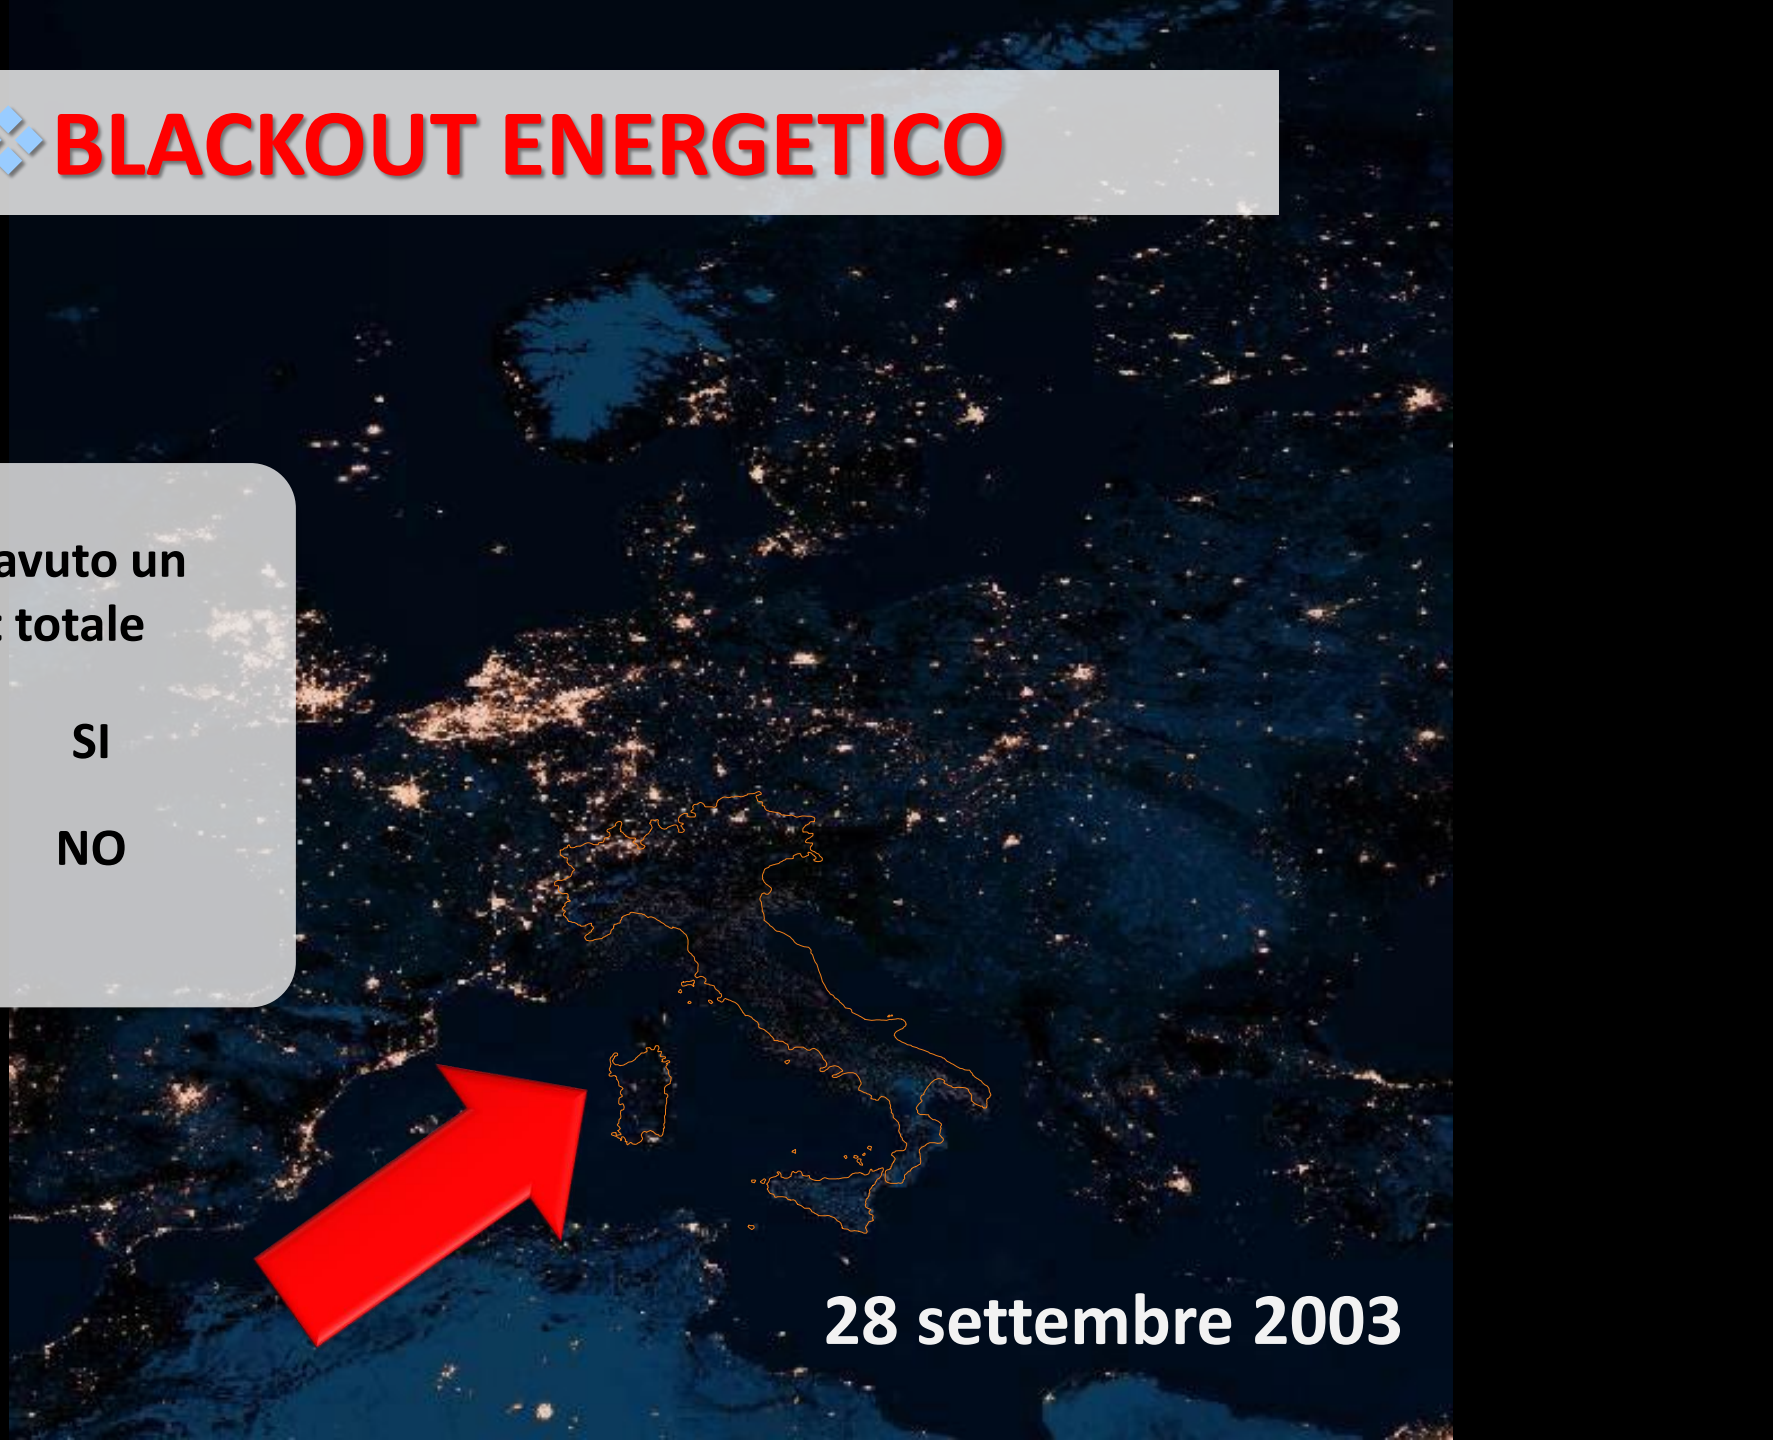 BLACKOUT ENERGETICO
avuto un
totale
SI
NO
28 settembre 2003